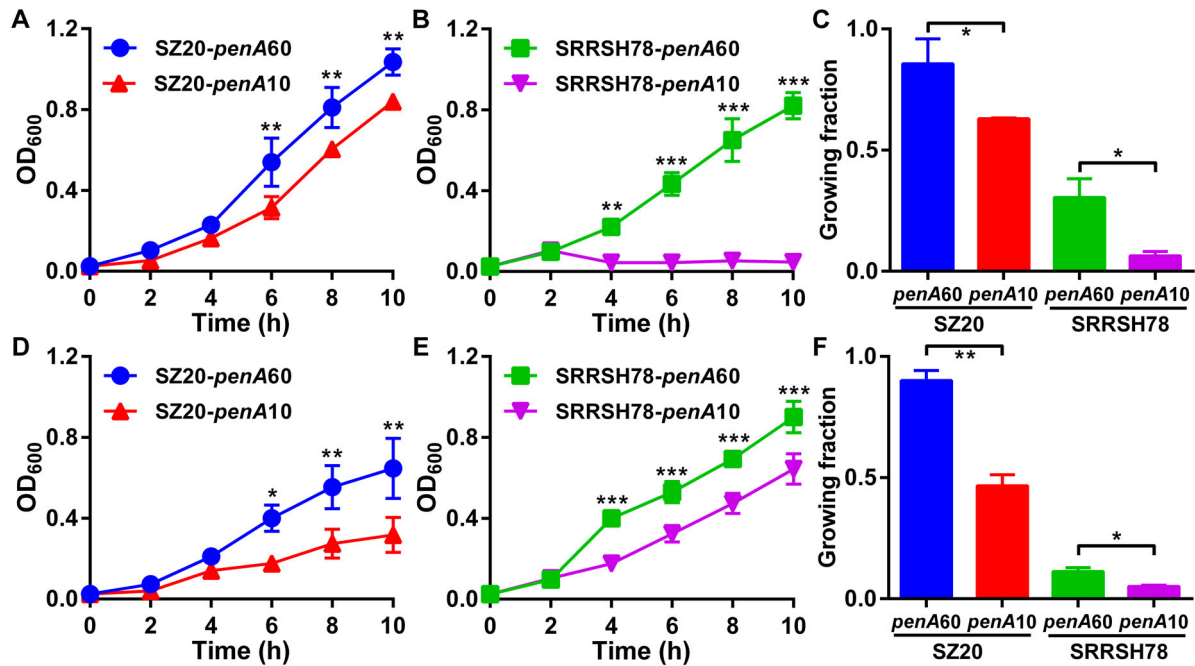 A
1.2
0.8
0.4
0.0
OD600
SZ20-penA60
SZ20-penA10
**
**
**
0 2 4 6 8 10
Time (h)
B
1.2
0.8
0.4
0.0
OD600
SRRSH78-penA60
SRRSH78-penA10
**
***
***
***
0 2 4 6 8 10
Time (h)
C
1.0
0.5
0.0
Growing fraction
*
*
penA60 penA10 penA60 penA10
SZ20 SRRSH78
D
1.2
0.8
0.4
0.0
OD600
SZ20-penA60
SZ20-penA10
*
**
**
0 2 4 6 8 10
Time (h)
E
1.2
0.8
0.4
0.0
OD600
SRRSH78-penA60
SRRSH78-penA10
***
***
***
***
0 2 4 6 8 10
Time (h)
F
1.0
0.5
0.0
Growing fraction
**
*
penA60 penA10 penA60 penA10
SZ20 SRRSH78